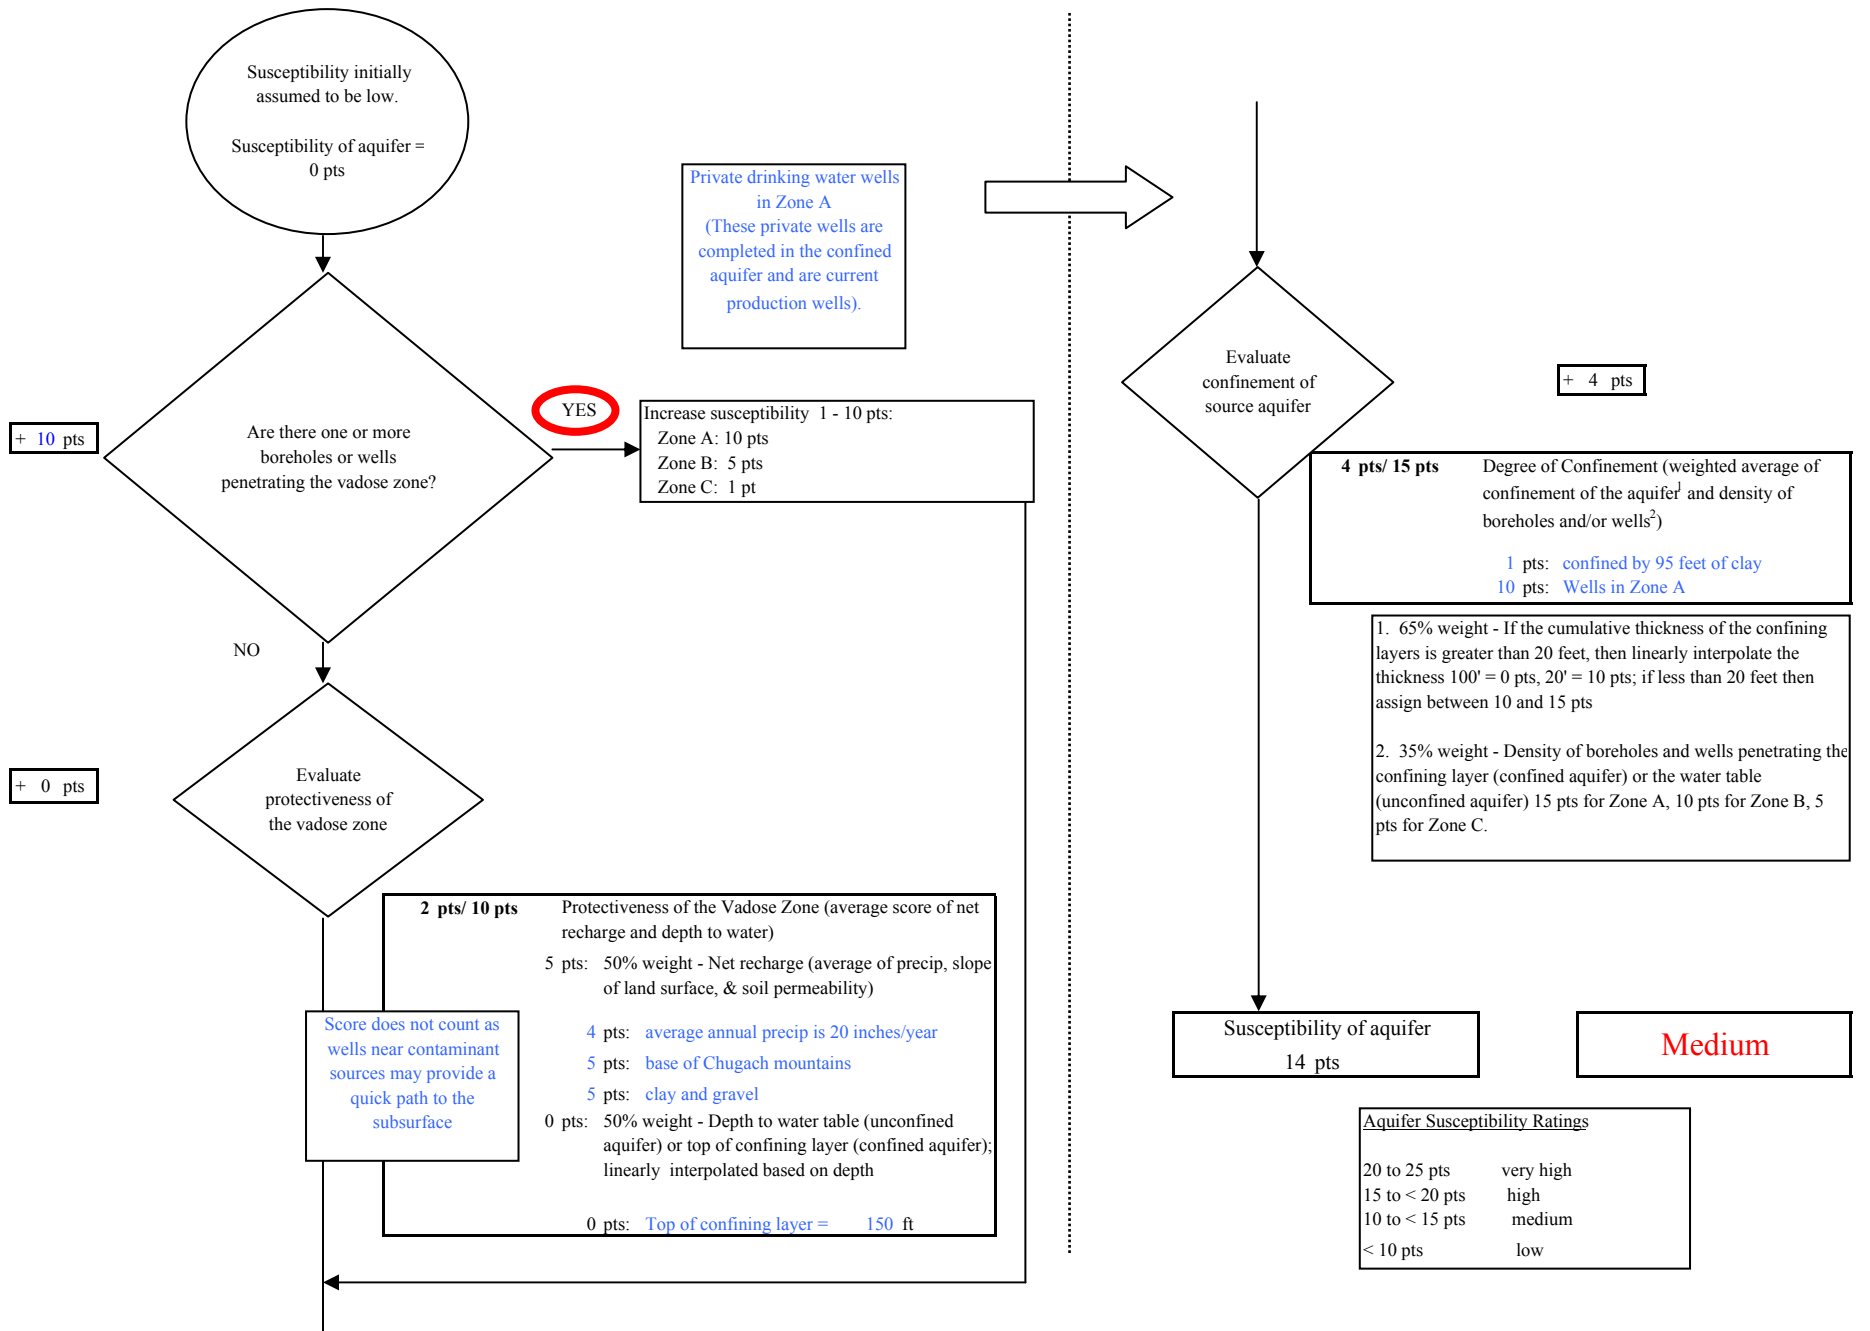 Susceptibility initially
assumed to be low.
Susceptibility of aquifer =
0 pts
Private drinking water wells
in Zone A
(These private wells are
completed in the confined
aquifer and are current
production wells).
+ 10 pts
Are there one or more
boreholes or wells
penetrating the vadose zone?
YES
Increase susceptibility 1 - 10 pts:
Zone A: 10 pts
Zone B: 5 pts
Zone C: 1 pt
NO
+ 0 pts
Evaluate
protectiveness of
the vadose zone
2 pts/ 10 pts
Protectiveness of the Vadose Zone (average score of net
recharge and depth to water)
5 pts: 50% weight - Net recharge (average of precip, slope
of land surface, & soil permeability)
4 pts: average annual precip is 20 inches/year
5 pts: base of Chugach mountains
5 pts: clay and gravel
0 pts: 50% weight - Depth to water table (unconfined
aquifer) or top of confining layer (confined aquifer);
linearly interpolated based on depth
0 pts: Top of confining layer = 150 ft
Score does not count as
wells near contaminant
sources may provide a
quick path to the
subsurface
Evaluate
confinement of
source aquifer
+ 4 pts
4 pts/ 15 pts
Degree of Confinement (weighted average of
confinement of the aquifer1 and density of
boreholes and/or wells2)
1 pts: confined by 95 feet of clay
10 pts: Wells in Zone A
1. 65% weight - If the cumulative thickness of the confining
layers is greater than 20 feet, then linearly interpolate the
thickness 100' = 0 pts, 20' = 10 pts; if less than 20 feet then
assign between 10 and 15 pts
2. 35% weight - Density of boreholes and wells penetrating the
confining layer (confined aquifer) or the water table
(unconfined aquifer) 15 pts for Zone A, 10 pts for Zone B, 5
pts for Zone C.
Susceptibility of aquifer
14 pts
Medium
Aquifer Susceptibility Ratings
20 to 25 pts very high
15 to < 20 pts high
10 to < 15 pts medium
< 10 pts low